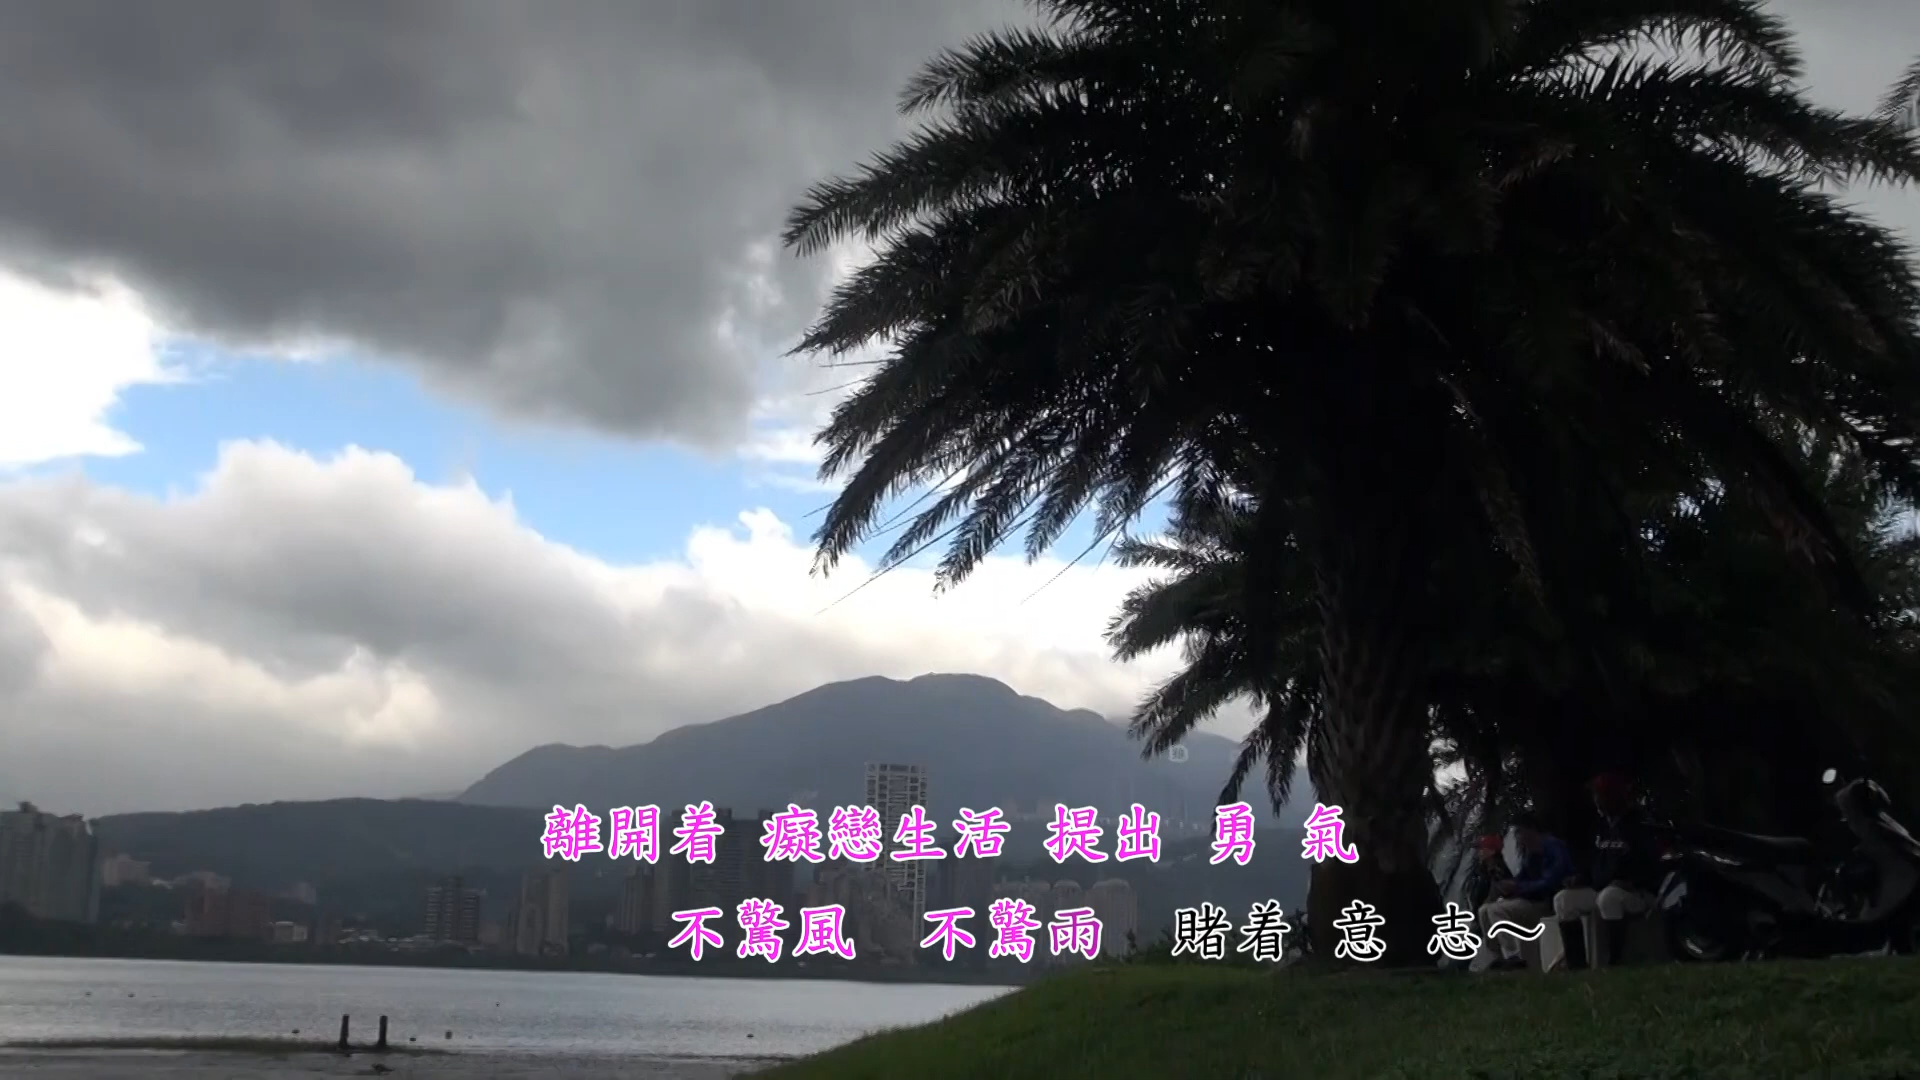 離開着 癡戀生活 提出 勇 氣
不驚風 不驚雨 賭着 意 志～